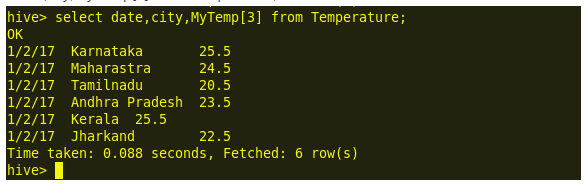 hive> select date,city,MyTemp[3] from Temperature;
OK
1/2/17  Karnataka       25.5
1/2/17  Maharastra      24.5
1/2/17  Tamilnadu       20.5
1/2/17  Andhra Pradesh  23.5
1/2/17  Kerala  25.5
1/2/17  Jharkand        22.5
Time taken: 0.088 seconds, Fetched: 6 row(s)
hive>